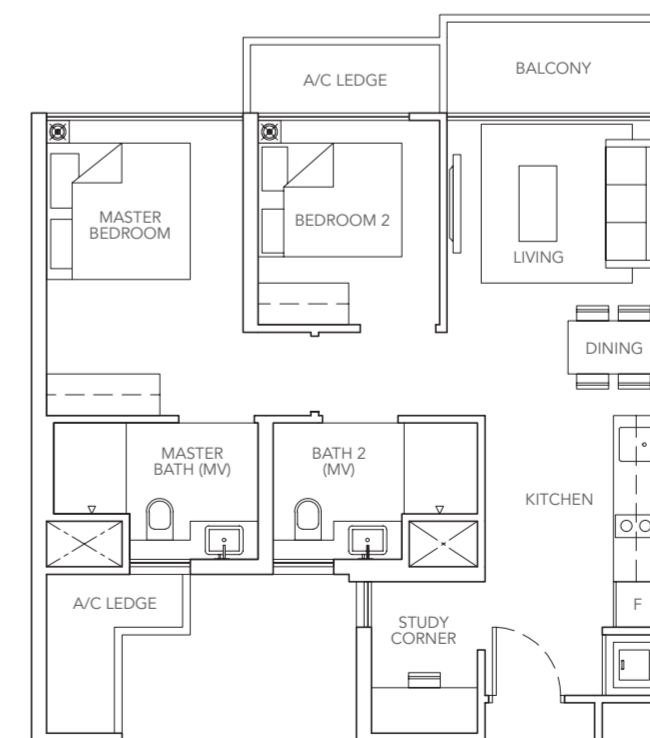 A/C LEDGE
BALCONY
MASTER
BEDROOM
BEDROOM 2
LIVING
DINING
MASTER
BATH (MV)
BATH 2
(MV)
KITCHEN
A/C LEDGE
F
STUDY
CORNER